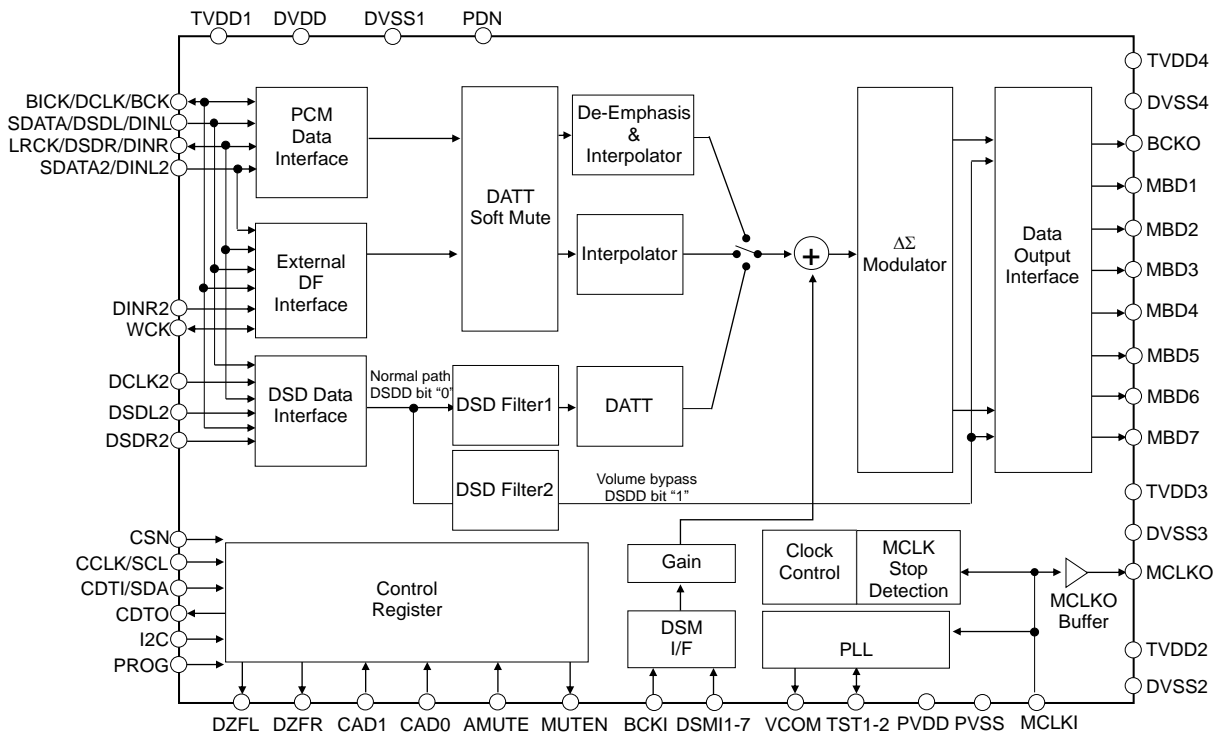 TVDD1 DVDD DVSS1 PDN
TVDD4
DVSS4
BCKO
MBD1
MBD2
MBD3
MBD4
MBD5
MBD6
MBD7
TVDD3
DVSS3
MCLKO
TVDD2
DVSS2
BICK/DCLK/BCK
SDATA/DSDL/DINL
LRCK/DSDR/DINR
SDATA2/DINL2
DINR2
WCK
DCLK2
DSDL2
DSDR2
CSN
CCLK/SCL
CDTI/SDA
CDTO
I2C
PROG
PCM
Data
Interface
External
DF
Interface
DSD Data
Interface
DATT
Soft Mute
De-Emphasis
&
Interpolator
Interpolator
Normal path
DSDD bit “0”
DSD Filter1
DATT
DSD Filter2
Volume bypass
DSDD bit “1”
+
ΔΣ
Modulator
Data
Output
Interface
Control
Register
Gain
DSM
I/F
Clock
Control
MCLK
Stop
Detection
PLL
MCLKO
Buffer
DZFL DZFR CAD1 CAD0 AMUTE MUTEN BCKI DSMI1-7 VCOM TST1-2 PVDD PVSS MCLKI